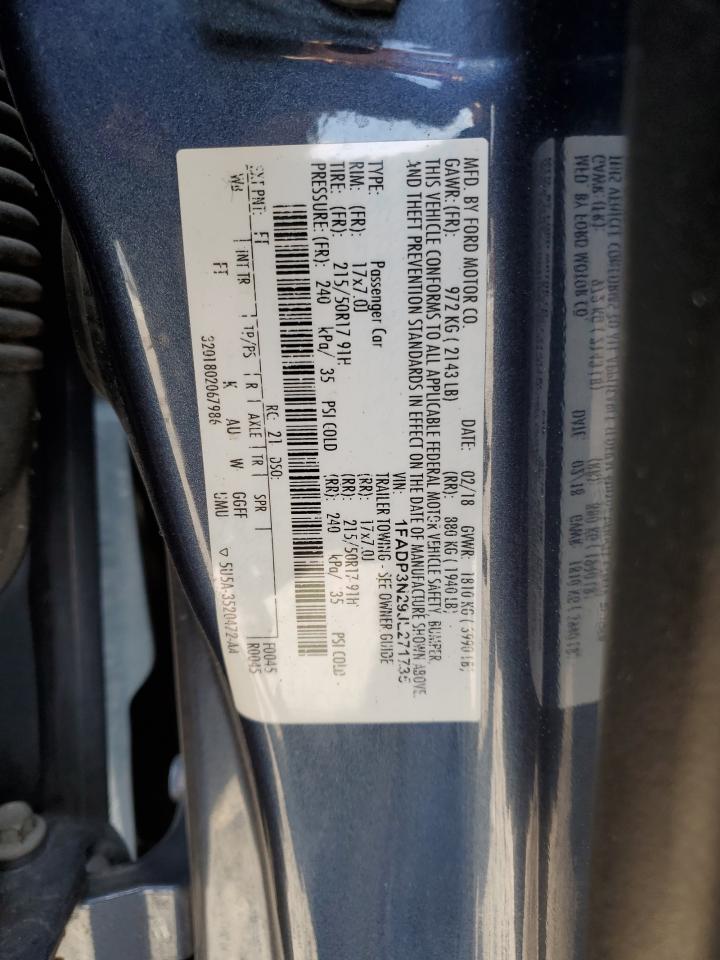 MFD. BY FORD MOTOR CO. DATE: 02/18 GVWR: 1810 KG (3990 LB)
GAWR: (FR): 972 KG (2143 LB) (RR): 880 KG (1940 LB)
THIS VEHICLE CONFORMS TO ALL APPLICABLE FEDERAL MOTOR VEHICLE SAFETY, BUMPER,
AND THEFT PREVENTION STANDARDS IN EFFECT ON THE DATE OF MANUFACTURE SHOWN ABOVE.
VIN: 1FADP3N29JL271735
TYPE: Passenger Car TRAILER TOWING - SEE OWNER GUIDE
RIM: (FR): 17x7.0J (RR): 17x7.0J
TIRE: (FR): 215/50R17 91H (RR): 215/50R17 91H
PRESSURE: (FR): 240 kPa/ 35 PSI COLD (RR): 240 kPa/ 35 PSI COLD
F0045
EXT PNT: FT RC: 21 DSO: R0045
WB INT TR TP/PS R AXLE TR SPR
FT K AU W GGFF UMU ▽ 5U5A-3520472-AA
3201802067986